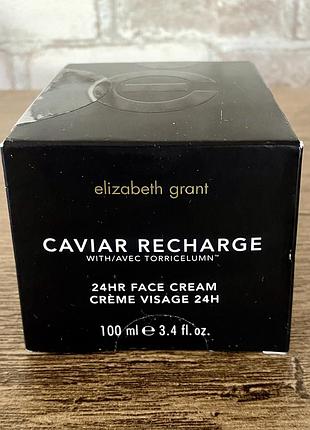 elizabeth grant
CAVIAR RECHARGE
WITH/AVEC TORRICELUMN™
24HR FACE CREAM
CRÈME VISAGE 24H
100 ml e 3.4 fl. oz.